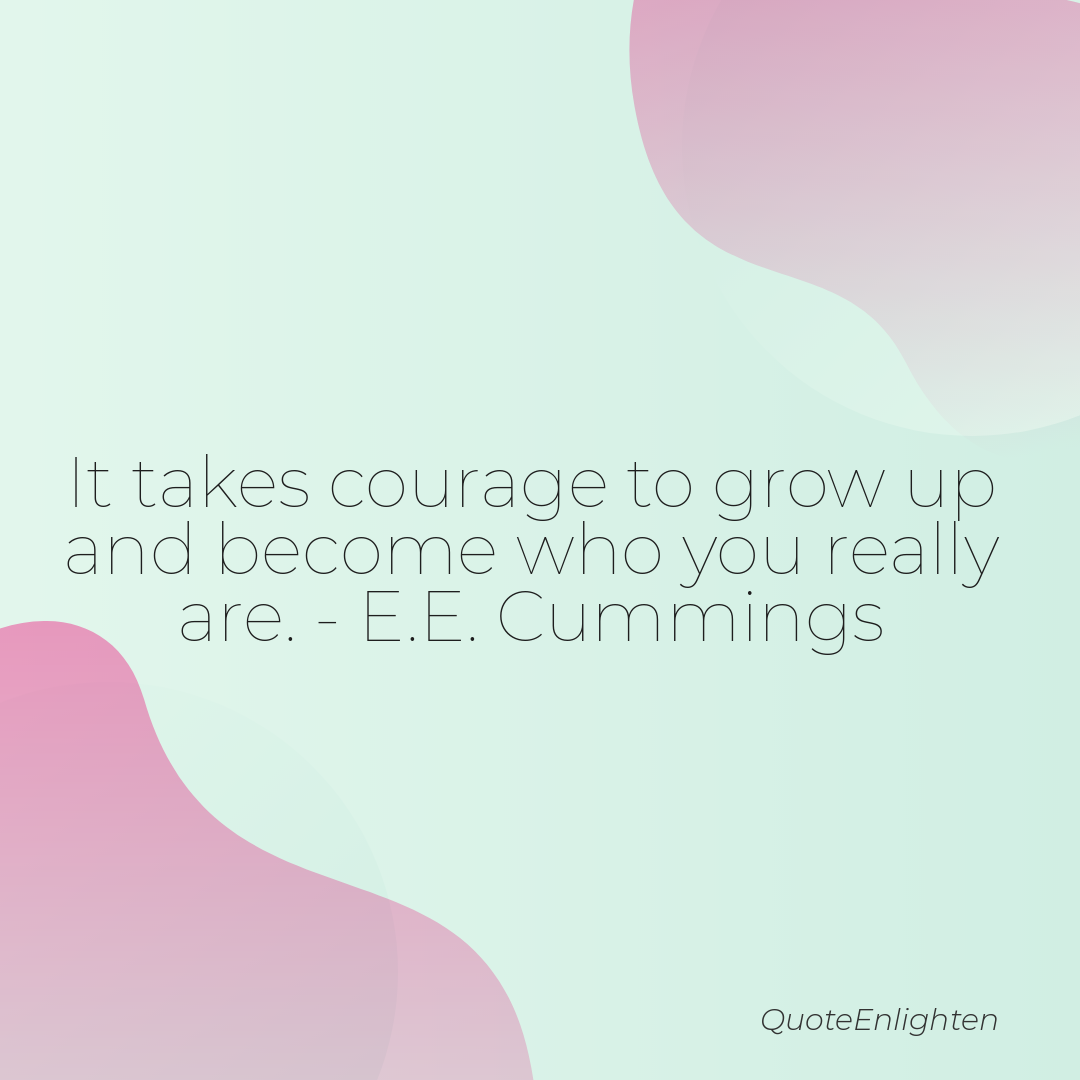 It takes courage to grow up
and become who you really
are. - E.E. Cummings
QuoteEnlighten